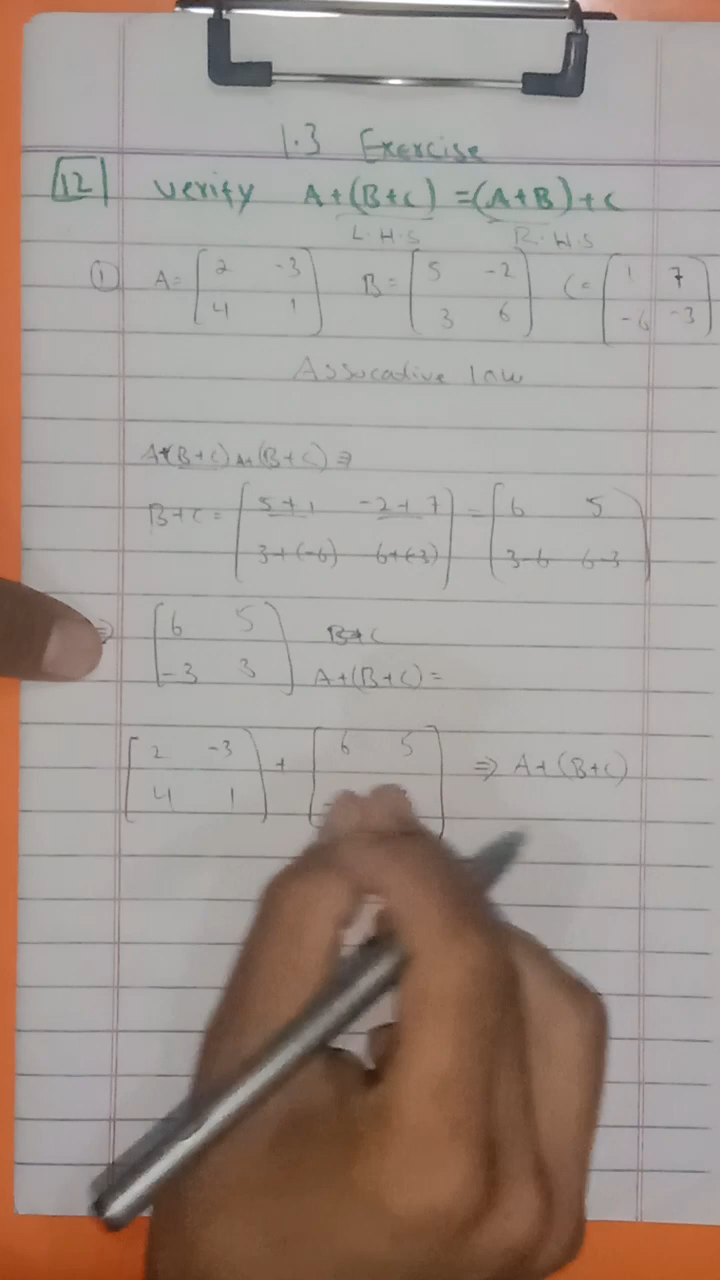 1.3 Exercise
12 verify A+(B+C) =(A+B)+C
L.H.S R.H.S
① A= [2 -3 B= [5 -2 C= [1 7
4 1] 3 6] -6 -3]
Assocative law
A+(B+C) A+(B+C) ⇒
B+C = [5+1 -2+7] = [6 5
3+(-6) 6+(-3)] 3-6 6-3]
⇒ [6 5 B+C
-3 3] A+(B+C) =
[2 -3 + [6 5 ⇒ A+(B+C)
4 1]